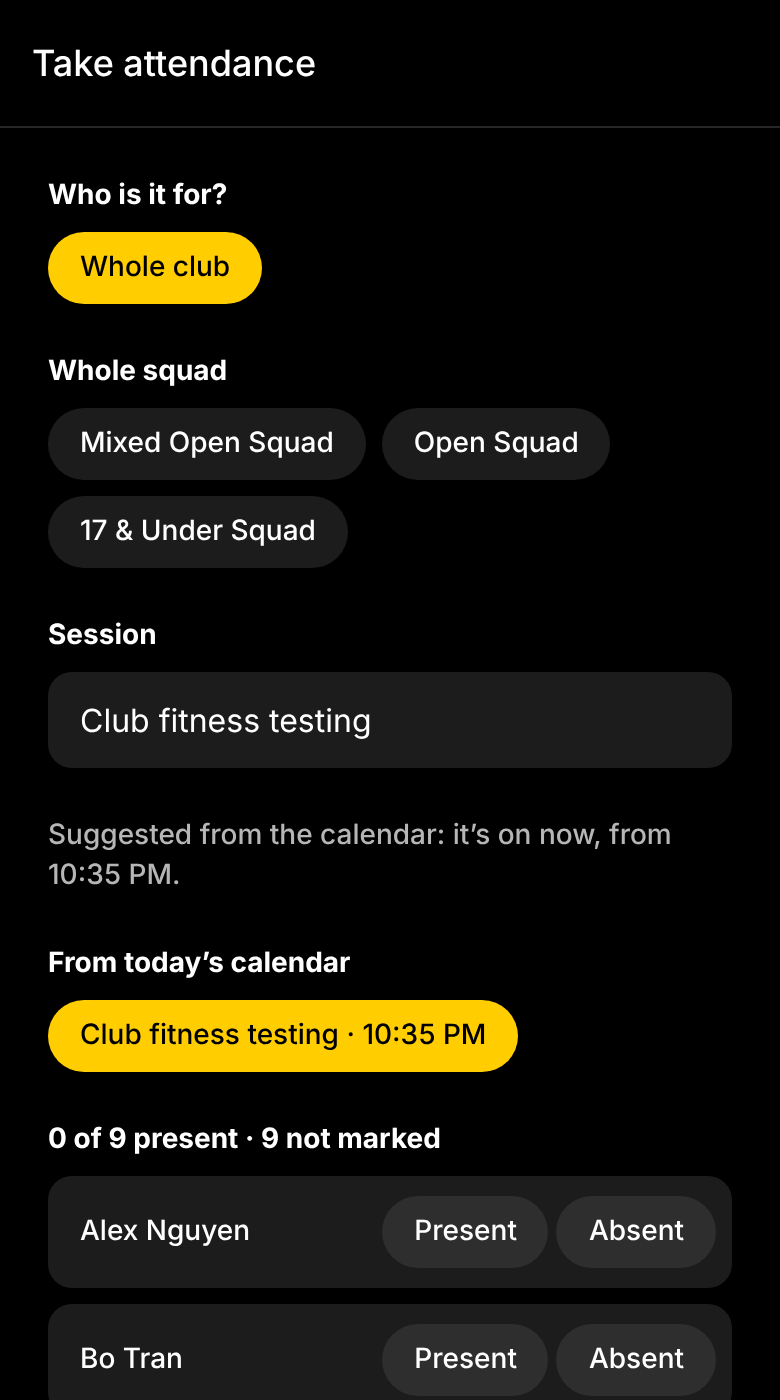 Take attendance
Who is it for?
Whole club
Whole squad
Mixed Open Squad
Open Squad
17 & Under Squad
Session
Club fitness testing
Suggested from the calendar: it’s on now, from
10:35 PM.
From today’s calendar
Club fitness testing · 10:35 PM
0 of 9 present · 9 not marked
Alex Nguyen
Present
Absent
Bo Tran
Present
Absent